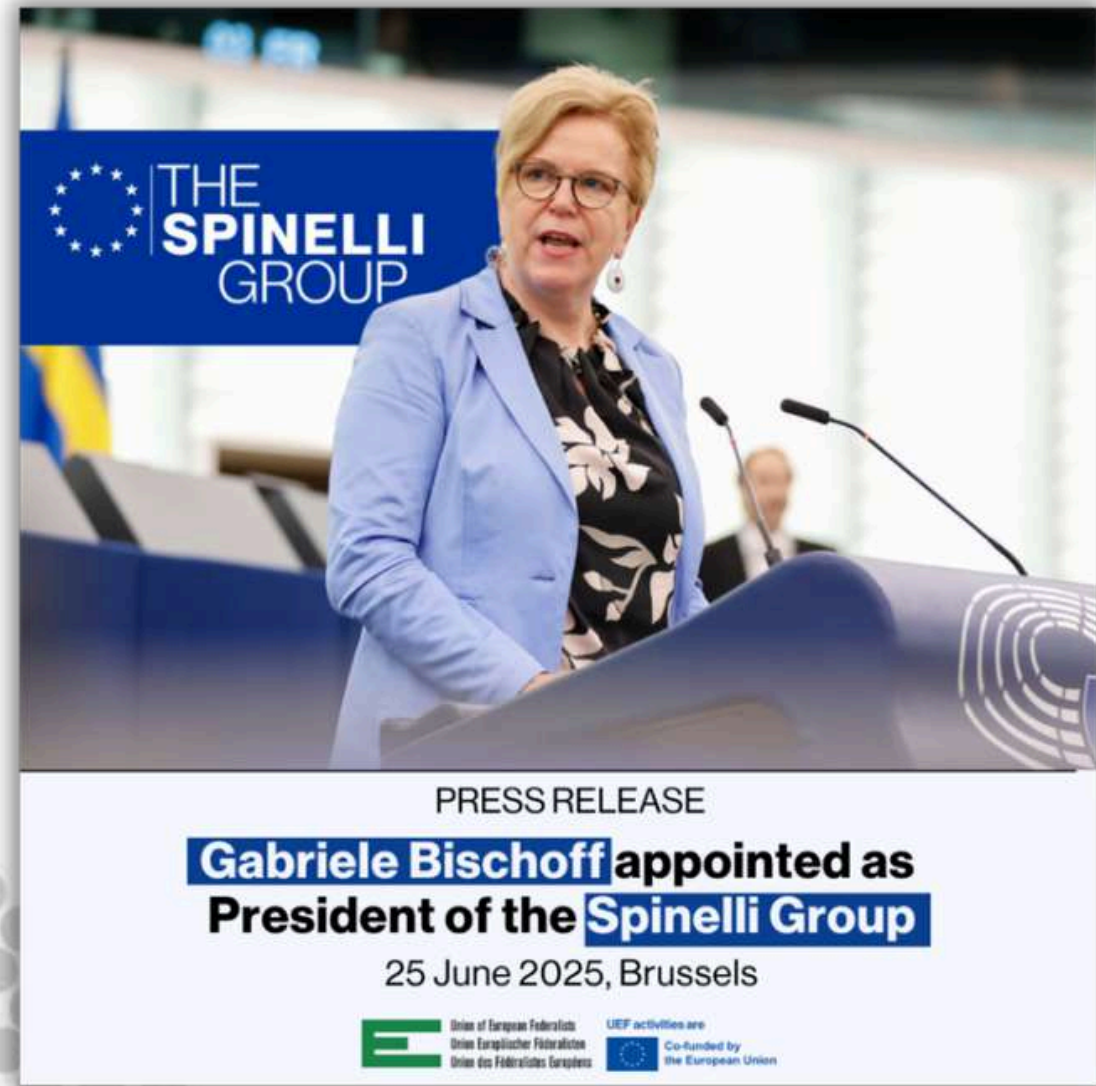 THE
SPINELLI
GROUP
PRESS RELEASE
Gabriele Bischoff appointed as
President of the Spinelli Group
25 June 2025, Brussels
Union of European Federalists
Union Europäischer Föderalisten
Union des Fédéralistes Européens
UEF activities are
Co-funded by
the European Union